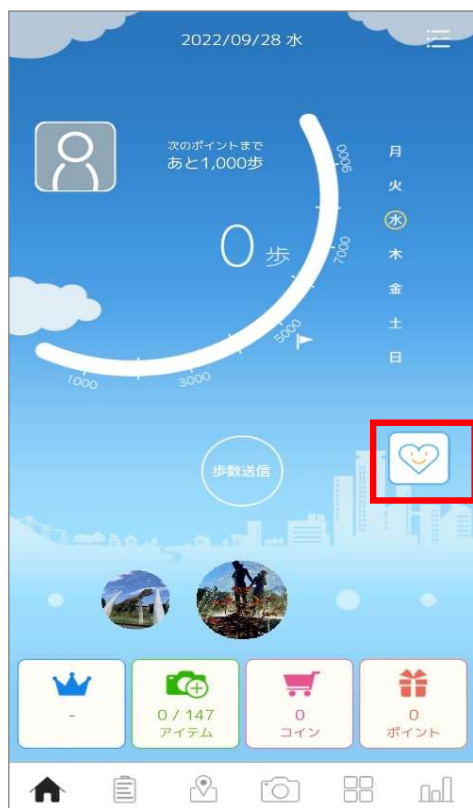 2022/09/28 水
次のポイントまで
あと1,000歩
0 歩
1000
3000
5000
7000
9000
月
火
水
木
金
土
日
歩数送信
-
0 / 147
アイテム
0
コイン
0
ポイント